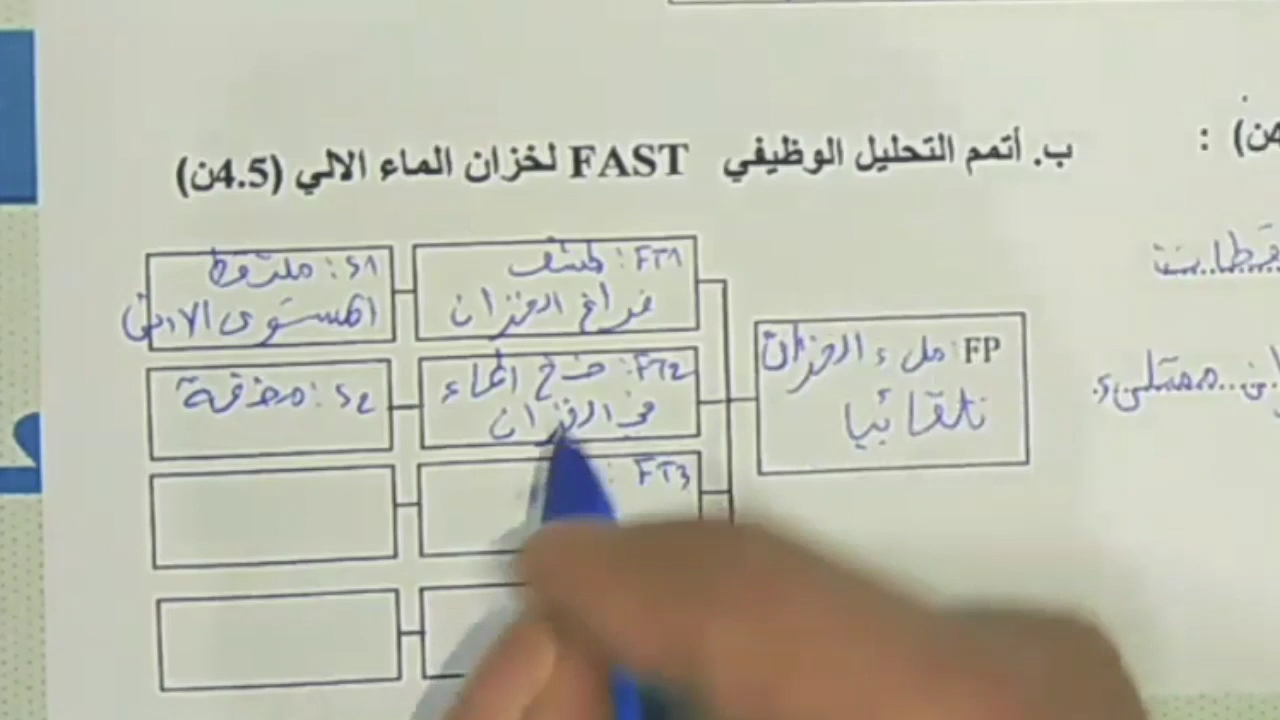 4ن) :
ب. أتمم التحليل الوظيفي FAST لخزان الماء الالي (4.5ن)
FP: ملء الخزان
تلقائيا
FT1: كشف
فراغ الخزان
S1: ملتقط
المستوى الادنى
FT2: ضخ الماء
في الخزان
S2: مضخة
FT3 :